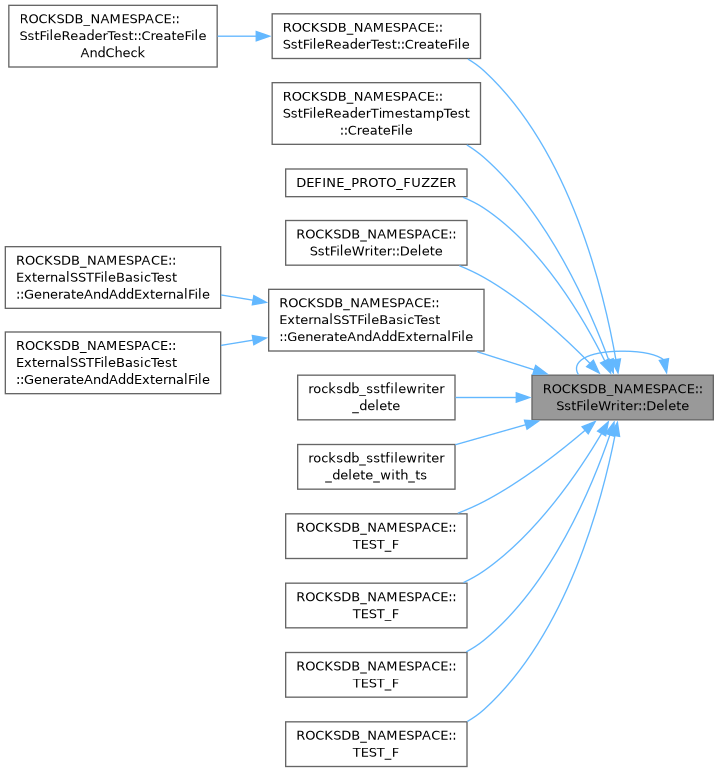 ROCKSDB_NAMESPACE::
SstFileReaderTest::CreateFile
AndCheck
ROCKSDB_NAMESPACE::
SstFileReaderTest::CreateFile
ROCKSDB_NAMESPACE::
SstFileReaderTimestampTest
::CreateFile
DEFINE_PROTO_FUZZER
ROCKSDB_NAMESPACE::
SstFileWriter::Delete
ROCKSDB_NAMESPACE::
ExternalSSTFileBasicTest
::GenerateAndAddExternalFile
ROCKSDB_NAMESPACE::
ExternalSSTFileBasicTest
::GenerateAndAddExternalFile
ROCKSDB_NAMESPACE::
ExternalSSTFileBasicTest
::GenerateAndAddExternalFile
rocksdb_sstfilewriter
_delete
ROCKSDB_NAMESPACE::
SstFileWriter::Delete
rocksdb_sstfilewriter
_delete_with_ts
ROCKSDB_NAMESPACE::
TEST_F
ROCKSDB_NAMESPACE::
TEST_F
ROCKSDB_NAMESPACE::
TEST_F
ROCKSDB_NAMESPACE::
TEST_F